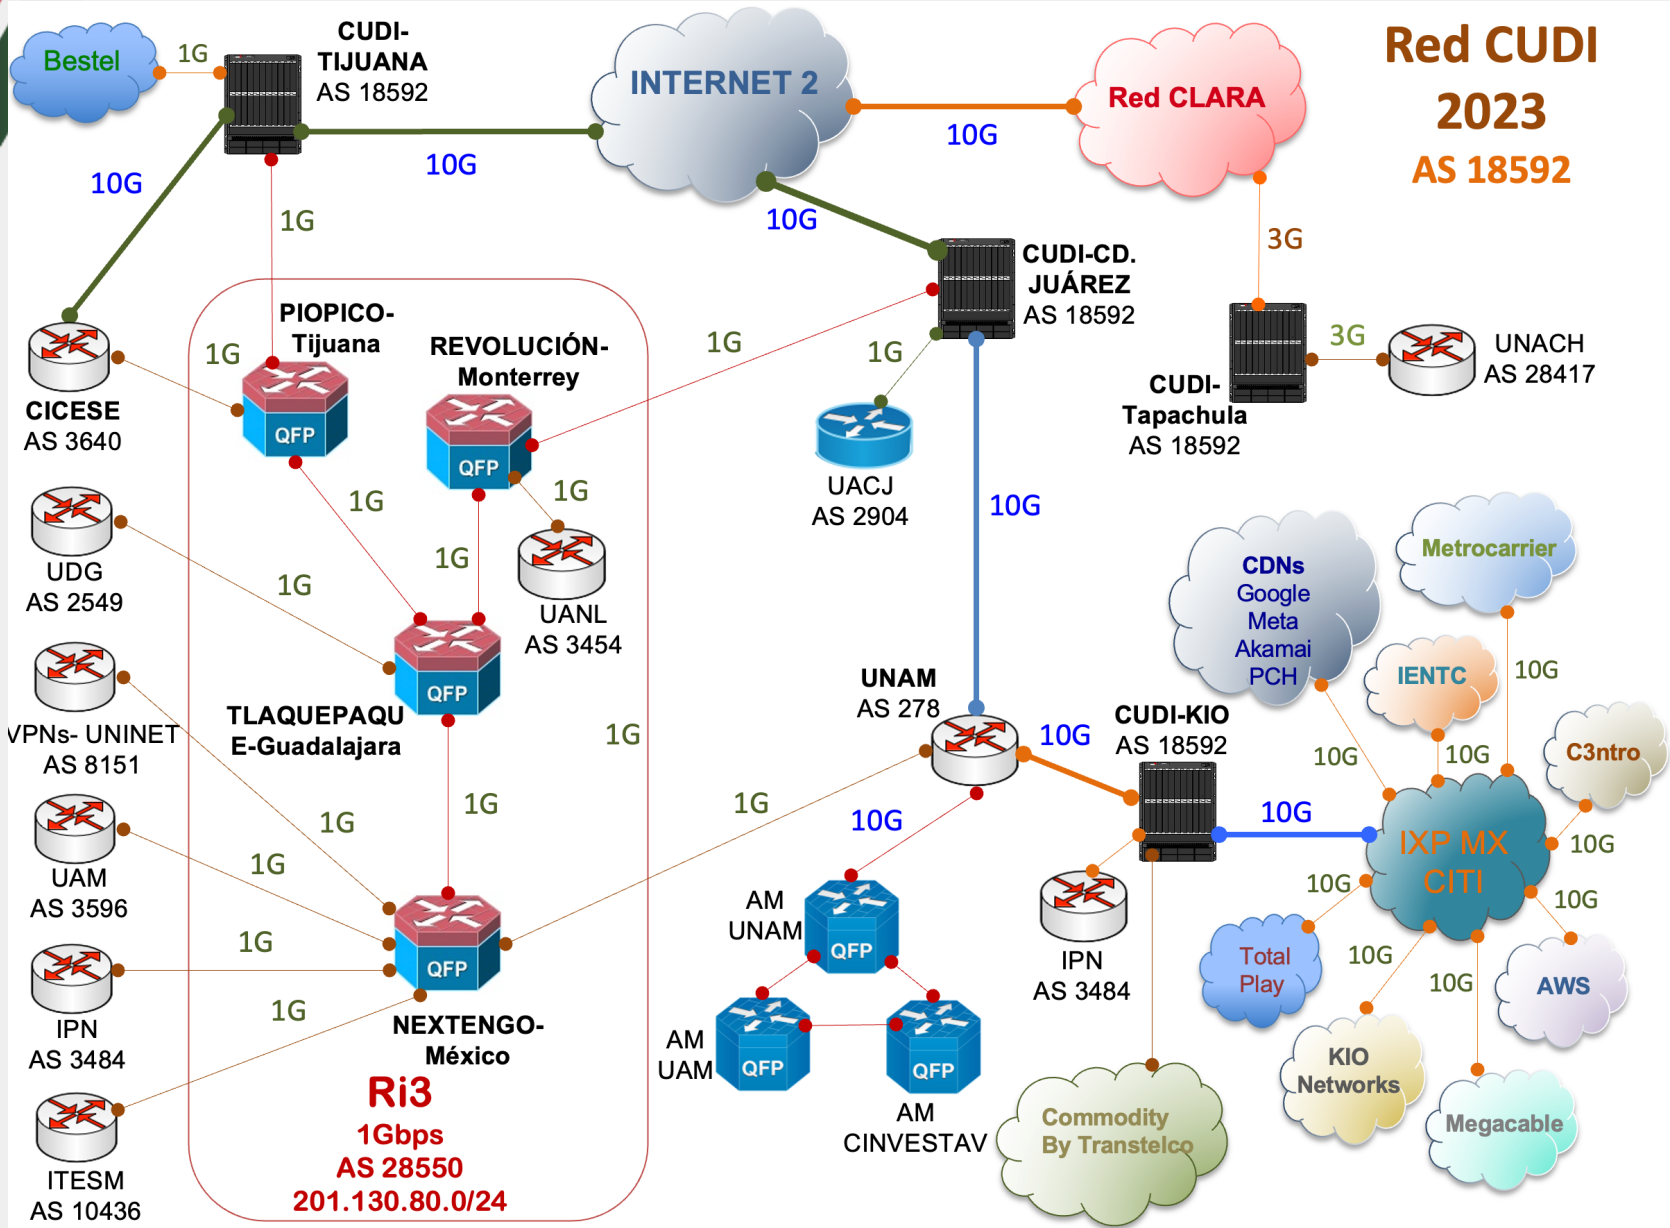 Red CUDI
2023
AS 18592
Bestel
1G
CUDI-
TIJUANA
AS 18592
INTERNET 2
Red CLARA
10G
10G
10G
1G
10G
3G
CUDI-CD.
JUÁREZ
AS 18592
1G
1G
3G
UNACH
AS 28417
CUDI-
Tapachula
AS 18592
PIOPICO-
Tijuana
REVOLUCIÓN-
Monterrey
1G
QFP
QFP
CICESE
AS 3640
UACJ
AS 2904
1G
1G
1G
1G
10G
UDG
AS 2549
UANL
AS 3454
QFP
TLAQUEPAQU
E-Guadalajara
VPNs- UNINET
AS 8151
1G
1G
1G
1G
UAM
AS 3596
1G
1G
QFP
IPN
AS 3484
1G
NEXTENGO-
México
ITESM
AS 10436
Ri3
1Gbps
AS 28550
201.130.80.0/24
UNAM
AS 278
10G
CUDI-KIO
AS 18592
10G
10G
AM
UNAM
QFP
AM
UAM
QFP
QFP
AM
CINVESTAV
IPN
AS 3484
Commodity
By Transtelco
CDNs
Google
Meta
Akamai
PCH
Metrocarrier
IENTC
10G
C3ntro
10G
10G
IXP MX
CITI
10G
10G
10G
Total
Play
10G
10G
AWS
KIO
Networks
Megacable